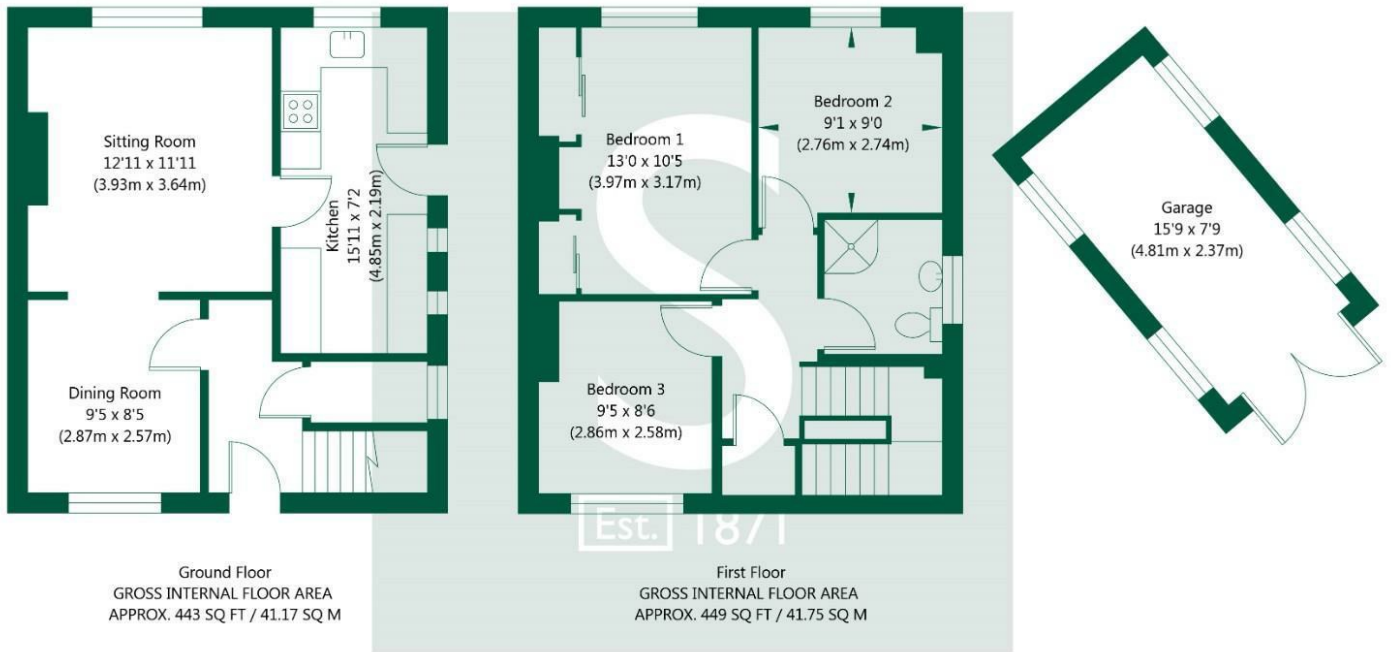 Sitting Room
12'11 x 11'11
(3.93m x 3.64m)
Kitchen
15'11 x 7'2
(4.85m x 2.19m)
Dining Room
9'5 x 8'5
(2.87m x 2.57m)
Ground Floor
GROSS INTERNAL FLOOR AREA
APPROX. 443 SQ FT / 41.17 SQ M
Bedroom 1
13'0 x 10'5
(3.97m x 3.17m)
Bedroom 2
9'1 x 9'0
(2.76m x 2.74m)
Bedroom 3
9'5 x 8'6
(2.86m x 2.58m)
S
Est. 1871
First Floor
GROSS INTERNAL FLOOR AREA
APPROX. 449 SQ FT / 41.75 SQ M
Garage
15'9 x 7'9
(4.81m x 2.37m)